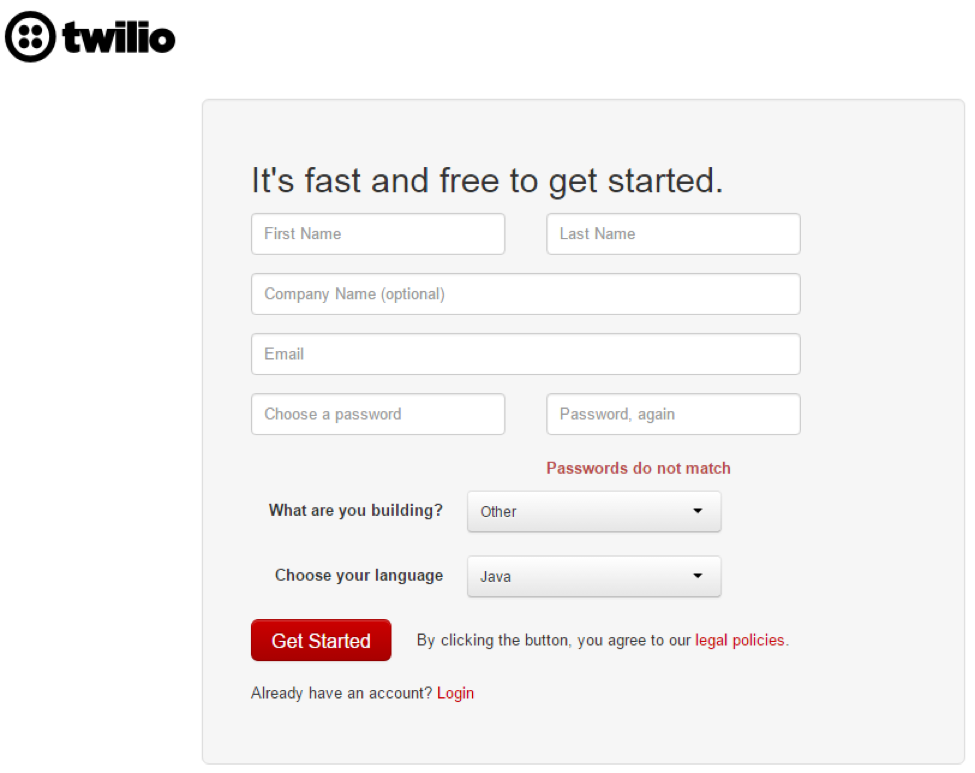 twilio
It's fast and free to get started.
First Name
Last Name
Company Name (optional)
Email
Choose a password
Password, again
Passwords do not match
What are you building?
Other
Choose your language
Java
Get Started
By clicking the button, you agree to our legal policies.
Already have an account? Login